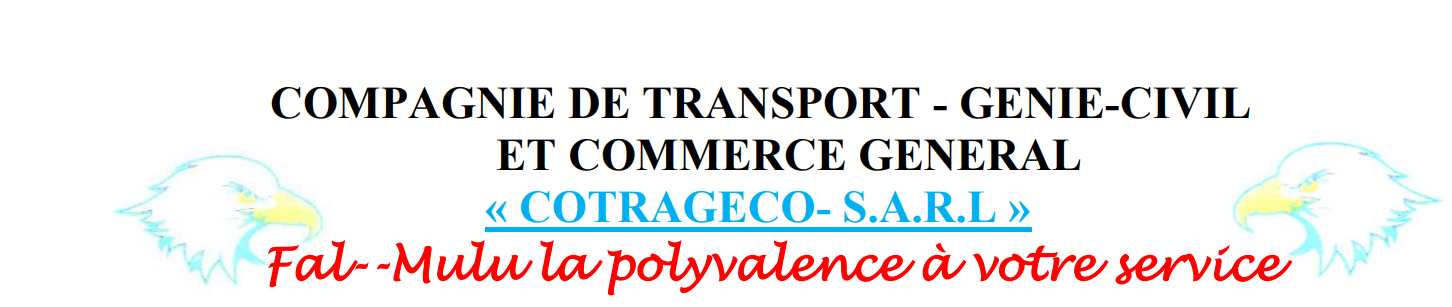 COMPAGNIE DE TRANSPORT - GENIE-CIVIL
ET COMMERCE GENERAL
« COTRAGECO- S.A.R.L »
Fal--Mulu la polyvalence à votre service